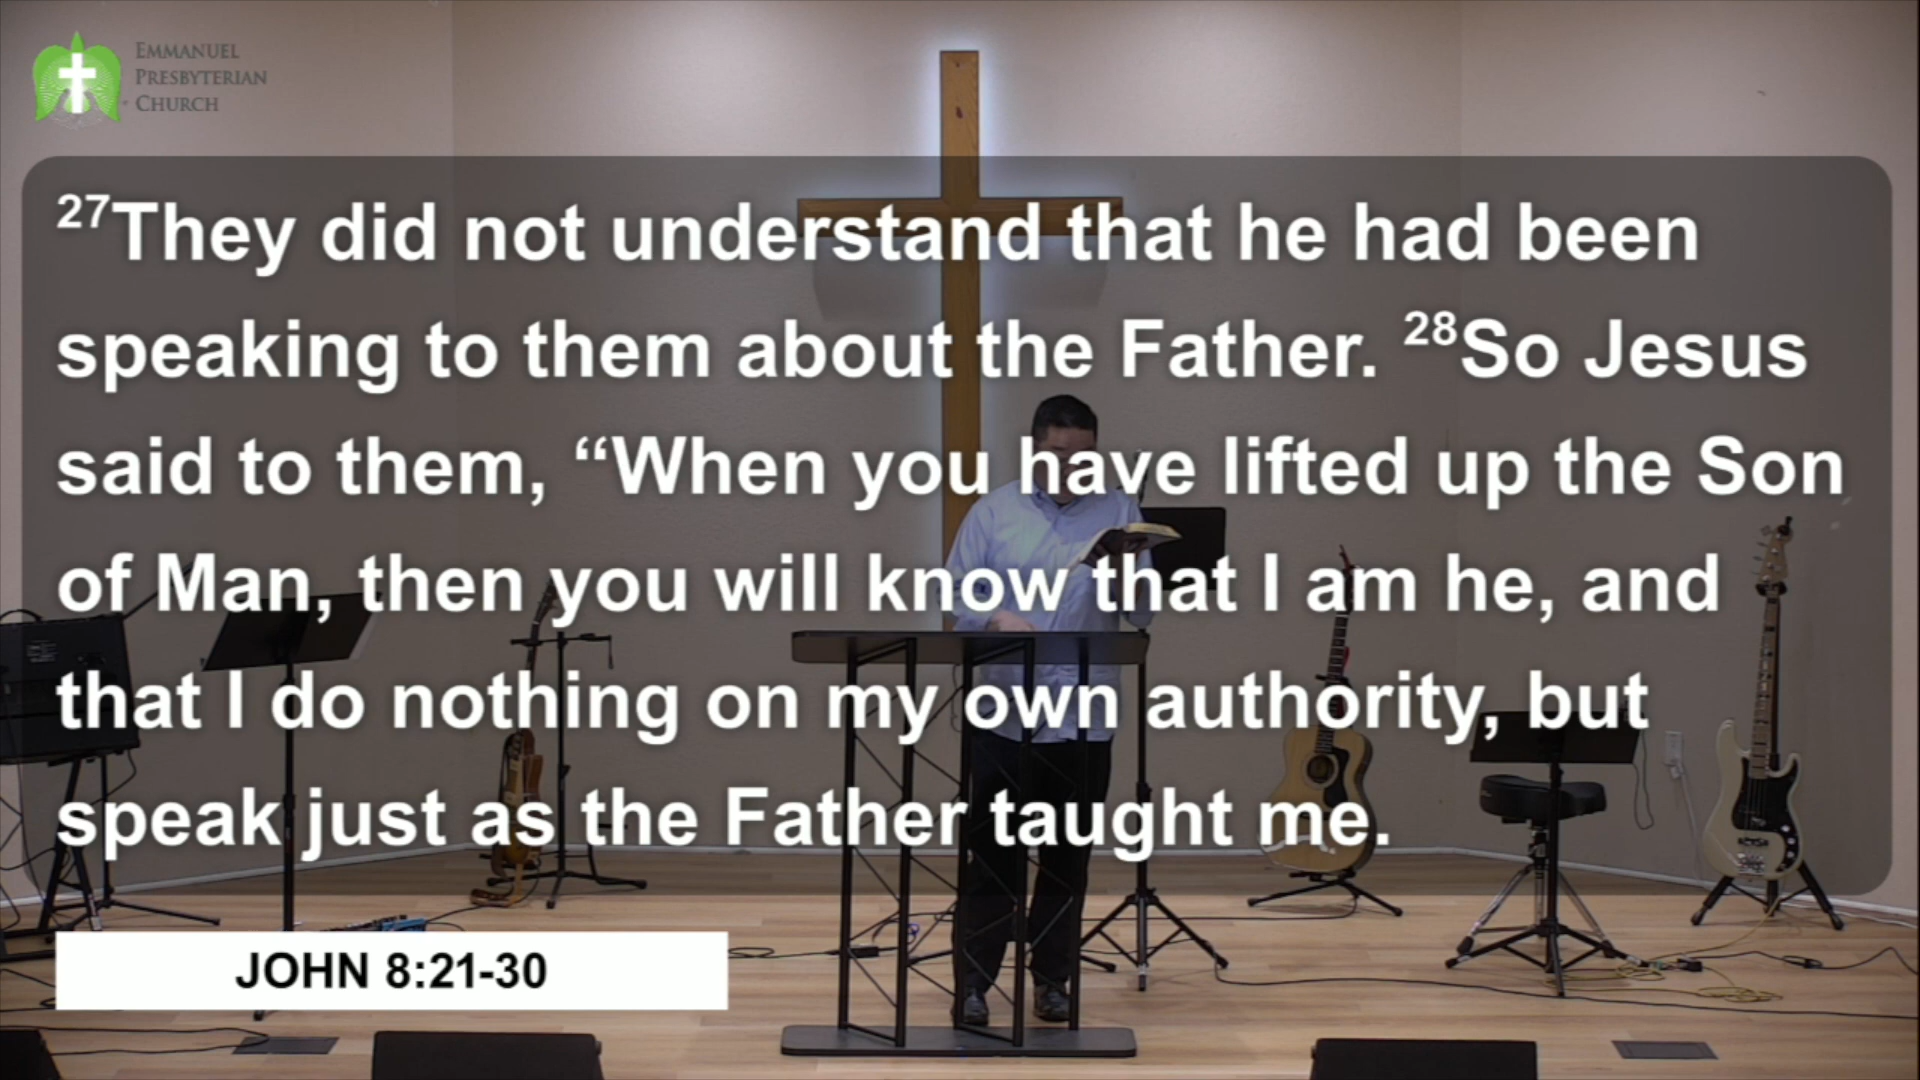 EMMANUEL
PRESBYTERIAN
CHURCH
27They did not understand that he had been
speaking to them about the Father. 28So Jesus
said to them, “When you have lifted up the Son
of Man, then you will know that I am he, and
that I do nothing on my own authority, but
speak just as the Father taught me.
JOHN 8:21-30